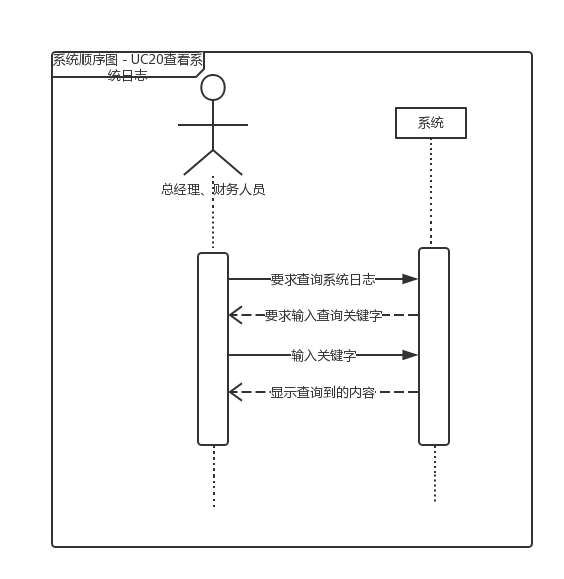 系统顺序图 - UC20查看系
统日志
系统
总经理、财务人员
要求查询系统日志
要求输入查询关键字
输入关键字
显示查询到的内容